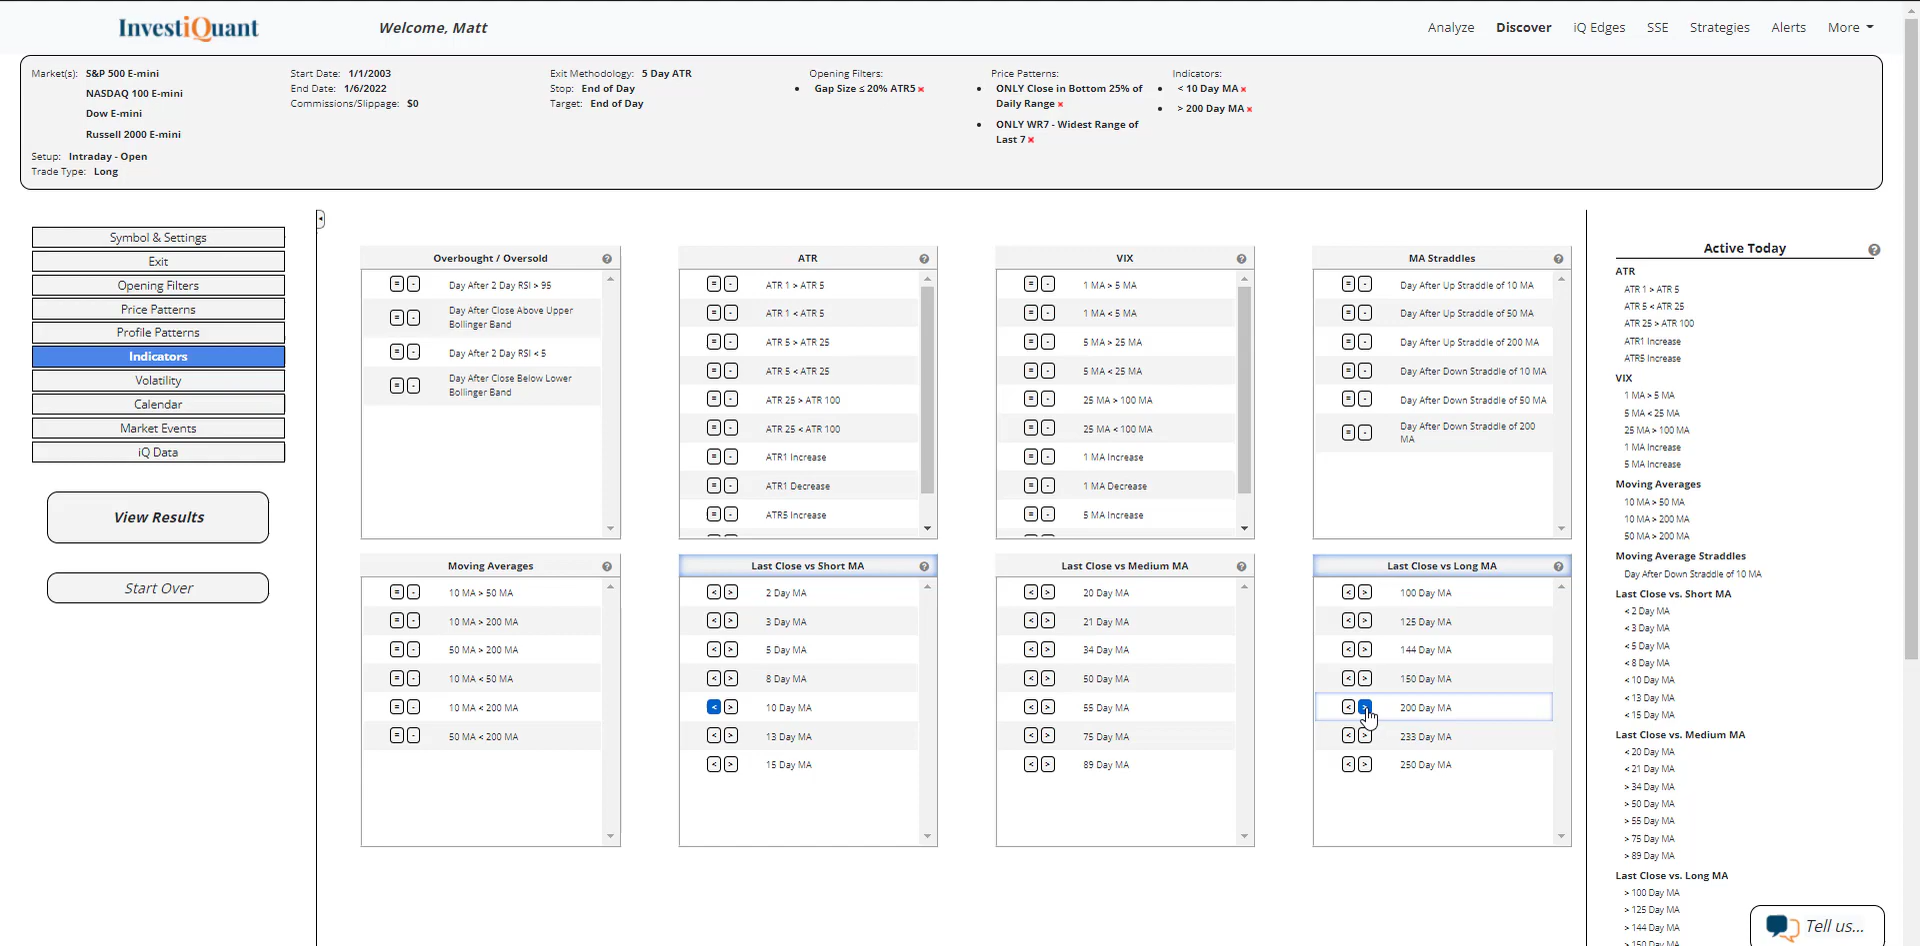 InvestiQuant
Welcome, Matt
Analyze
Discover
iQ Edges
SSE
Strategies
Alerts
More
Market(s): S&P 500 E-mini
NASDAQ 100 E-mini
Dow E-mini
Russell 2000 E-mini
Setup: Intraday - Open
Trade Type: Long
Start Date: 1/1/2003
End Date: 1/6/2022
Commissions/Slippage: $0
Exit Methodology: 5 Day ATR
Stop: End of Day
Target: End of Day
Opening Filters:
Gap Size ≤ 20% ATR5
Price Patterns:
ONLY Close in Bottom 25% of
Daily Range
ONLY WR7 - Widest Range of
Last 7
Indicators:
< 10 Day MA
> 200 Day MA
Symbol & Settings
Exit
Opening Filters
Price Patterns
Profile Patterns
Indicators
Volatility
Calendar
Market Events
iQ Data
View Results
Start Over
Overbought / Oversold
= - Day After 2 Day RSI > 95
= - Day After Close Above Upper
Bollinger Band
= - Day After 2 Day RSI < 5
= - Day After Close Below Lower
Bollinger Band
ATR
= - ATR 1 > ATR 5
= - ATR 1 < ATR 5
= - ATR 5 > ATR 25
= - ATR 5 < ATR 25
= - ATR 25 > ATR 100
= - ATR 25 < ATR 100
= - ATR1 Increase
= - ATR1 Decrease
= - ATR5 Increase
VIX
= - 1 MA > 5 MA
= - 1 MA < 5 MA
= - 5 MA > 25 MA
= - 5 MA < 25 MA
= - 25 MA > 100 MA
= - 25 MA < 100 MA
= - 1 MA Increase
= - 1 MA Decrease
= - 5 MA Increase
MA Straddles
= - Day After Up Straddle of 10 MA
= - Day After Up Straddle of 50 MA
= - Day After Up Straddle of 200 MA
= - Day After Down Straddle of 10 MA
= - Day After Down Straddle of 50 MA
= - Day After Down Straddle of 200
MA
Moving Averages
= - 10 MA > 50 MA
= - 10 MA > 200 MA
= - 50 MA > 200 MA
= - 10 MA < 50 MA
= - 10 MA < 200 MA
= - 50 MA < 200 MA
Last Close vs Short MA
< > 2 Day MA
< > 3 Day MA
< > 5 Day MA
< > 8 Day MA
< > 10 Day MA
< > 13 Day MA
< > 15 Day MA
Last Close vs Medium MA
< > 20 Day MA
< > 21 Day MA
< > 34 Day MA
< > 50 Day MA
< > 55 Day MA
< > 75 Day MA
< > 89 Day MA
Last Close vs Long MA
< > 100 Day MA
< > 125 Day MA
< > 144 Day MA
< > 150 Day MA
< > 200 Day MA
< > 233 Day MA
< > 250 Day MA
Active Today
ATR
ATR 1 > ATR 5
ATR 5 < ATR 25
ATR 25 > ATR 100
ATR1 Increase
ATR5 Increase
VIX
1 MA > 5 MA
5 MA < 25 MA
25 MA > 100 MA
1 MA Increase
5 MA Increase
Moving Averages
10 MA > 50 MA
10 MA > 200 MA
50 MA > 200 MA
Moving Average Straddles
Day After Down Straddle of 10 MA
Last Close vs. Short MA
< 2 Day MA
< 3 Day MA
< 5 Day MA
< 8 Day MA
< 10 Day MA
< 13 Day MA
< 15 Day MA
Last Close vs. Medium MA
< 20 Day MA
< 21 Day MA
> 34 Day MA
> 50 Day MA
> 55 Day MA
> 75 Day MA
> 89 Day MA
Last Close vs. Long MA
> 100 Day MA
> 125 Day MA
> 144 Day MA
> 150 Day MA
Tell us...